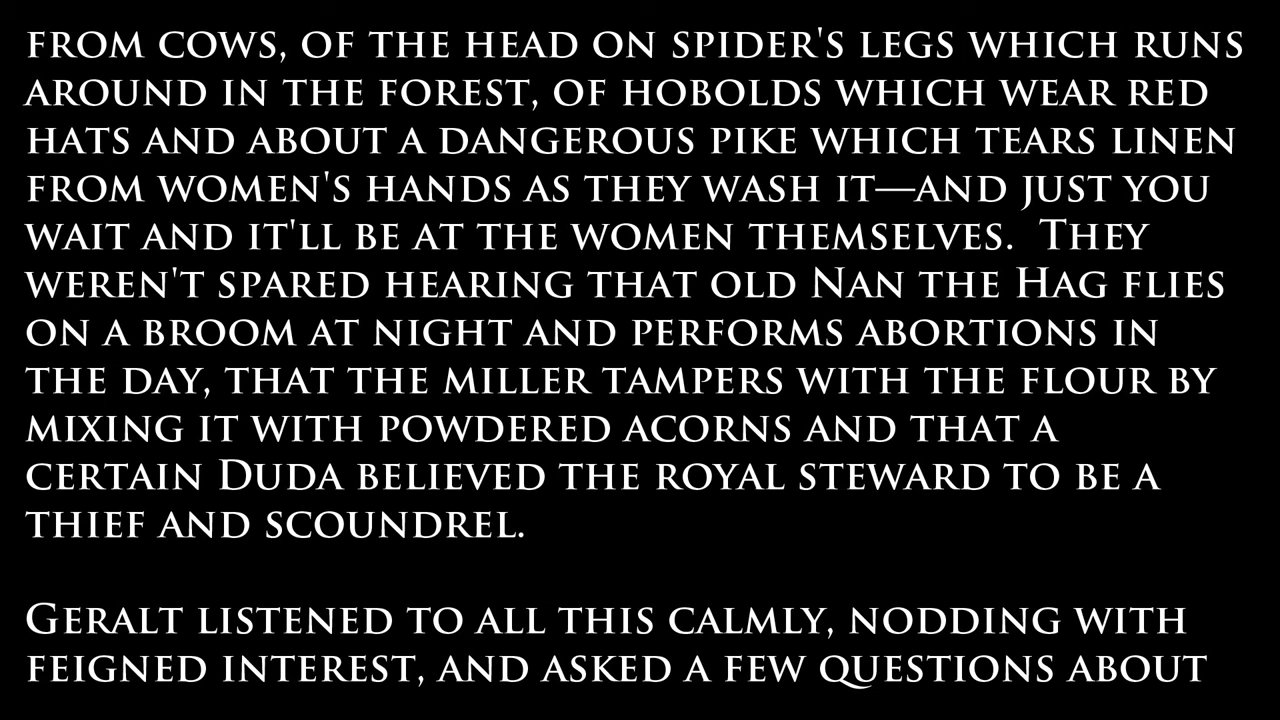 FROM COWS, OF THE HEAD ON SPIDER'S LEGS WHICH RUNS
AROUND IN THE FOREST, OF HOBOLDS WHICH WEAR RED
HATS AND ABOUT A DANGEROUS PIKE WHICH TEARS LINEN
FROM WOMEN'S HANDS AS THEY WASH IT—AND JUST YOU
WAIT AND IT'LL BE AT THE WOMEN THEMSELVES. THEY
WEREN'T SPARED HEARING THAT OLD NAN THE HAG FLIES
ON A BROOM AT NIGHT AND PERFORMS ABORTIONS IN
THE DAY, THAT THE MILLER TAMPERS WITH THE FLOUR BY
MIXING IT WITH POWDERED ACORNS AND THAT A
CERTAIN DUDA BELIEVED THE ROYAL STEWARD TO BE A
THIEF AND SCOUNDREL.
GERALT LISTENED TO ALL THIS CALMLY, NODDING WITH
FEIGNED INTEREST, AND ASKED A FEW QUESTIONS ABOUT